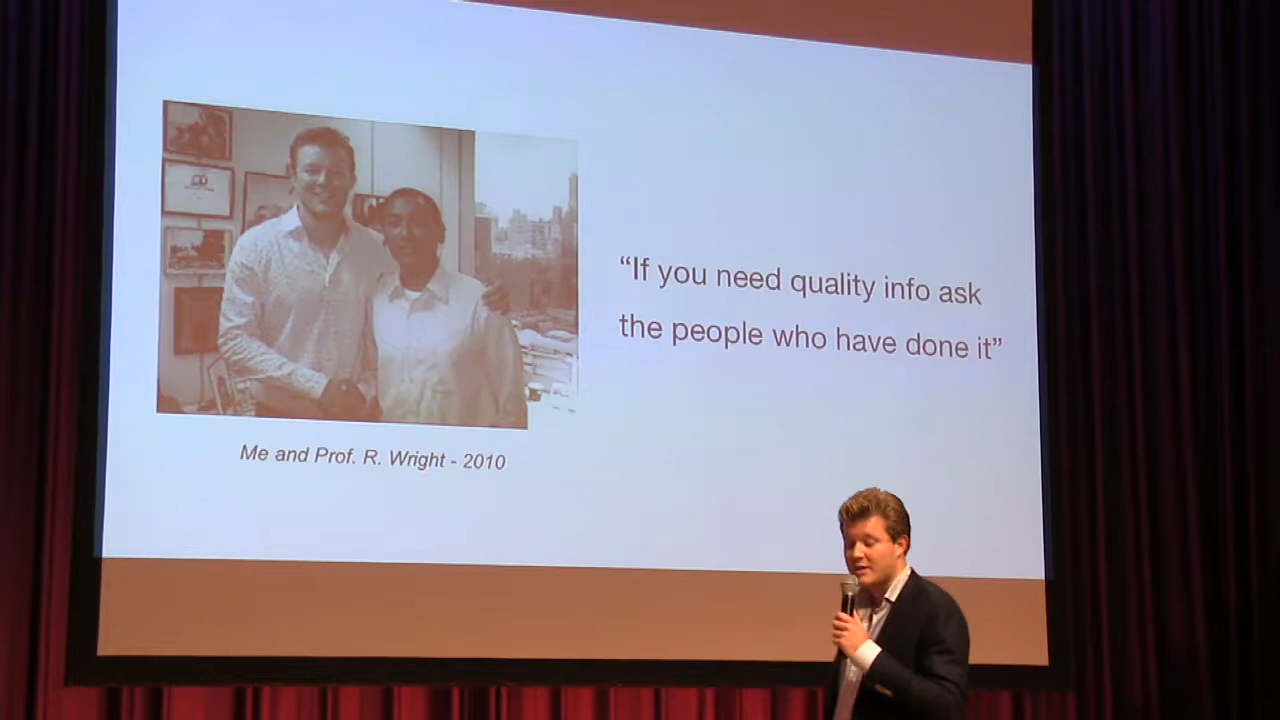 “If you need quality info ask
the people who have done it”
Me and Prof. R. Wright - 2010